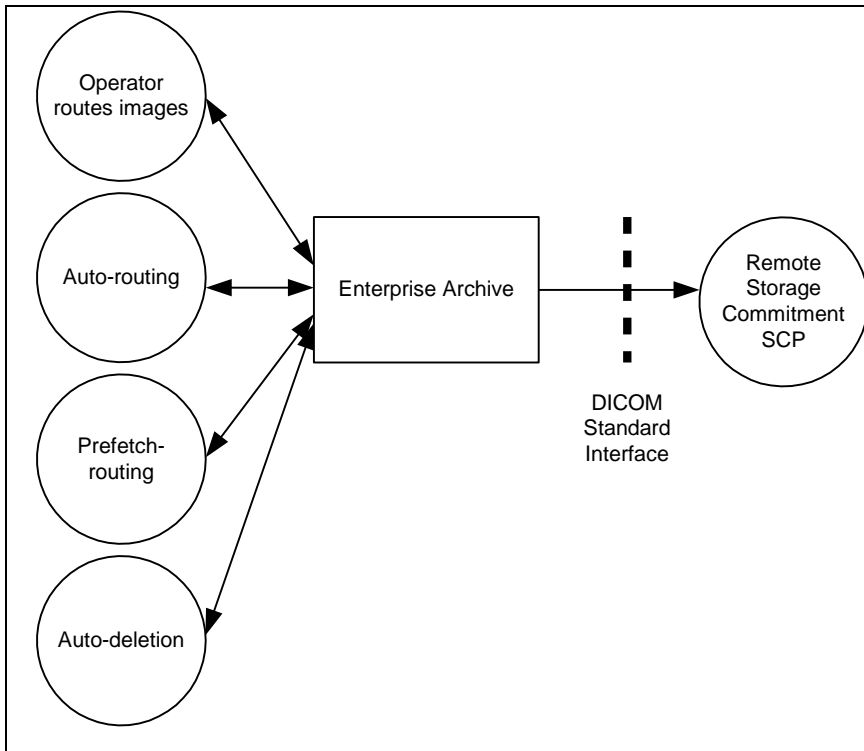 Operator
routes images
Auto-routing
Prefetch-
routing
Auto-deletion
Enterprise Archive
DICOM
Standard
Interface
Remote
Storage
Commitment
SCP